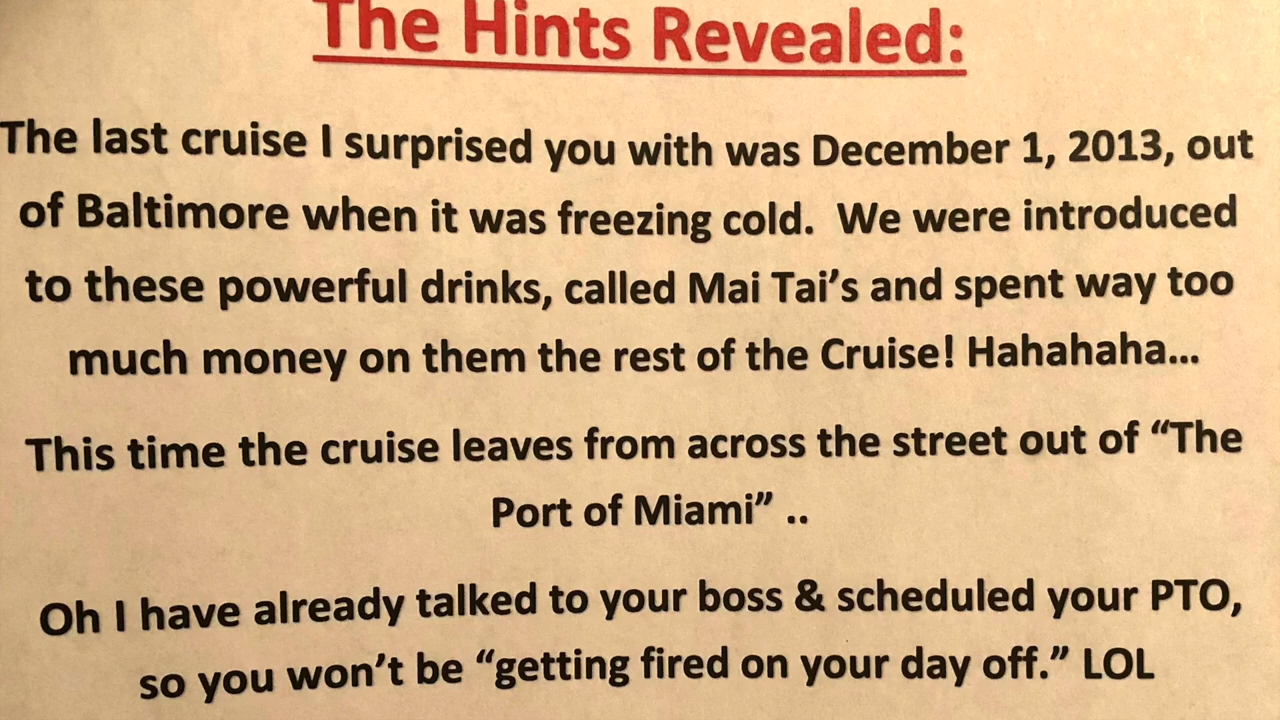 The Hints Revealed:
The last cruise I surprised you with was December 1, 2013, out
of Baltimore when it was freezing cold.  We were introduced
to these powerful drinks, called Mai Tai’s and spent way too
much money on them the rest of the Cruise! Hahahaha...
This time the cruise leaves from across the street out of “The
Port of Miami” ..
Oh I have already talked to your boss & scheduled your PTO,
so you won’t be “getting fired on your day off.” LOL